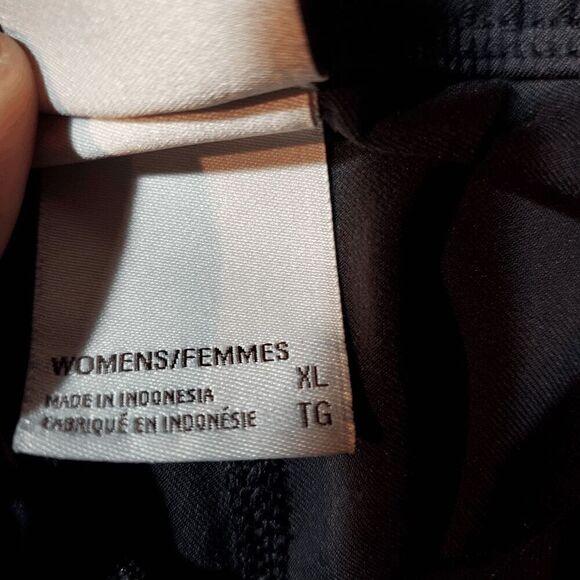 WOMENS/FEMMES
XL
MADE IN INDONESIA
FABRIQUÉ EN INDONÉSIE
TG